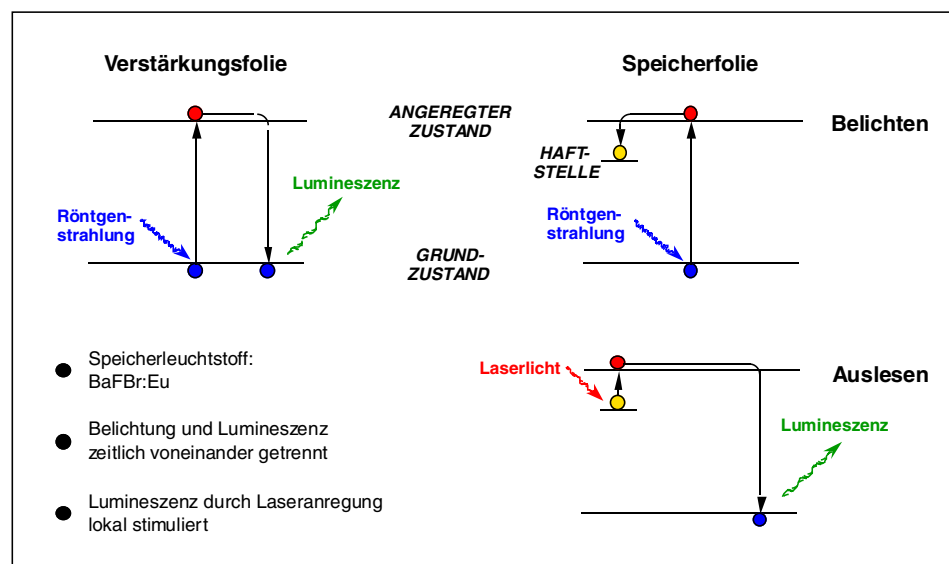 Verstärkungsfolie
Speicherfolie
ANGEREGTER
ZUSTAND
Belichten
HAFT-
STELLE
Lumineszenz
Röntgen-
strahlung
Röntgen-
strahlung
GRUND-
ZUSTAND
Speicherleuchtstoff:
BaFBr:Eu
Belichtung und Lumineszenz
zeitlich voneinander getrennt
Lumineszenz durch Laseranregung
lokal stimuliert
Laserlicht
Auslesen
Lumineszenz